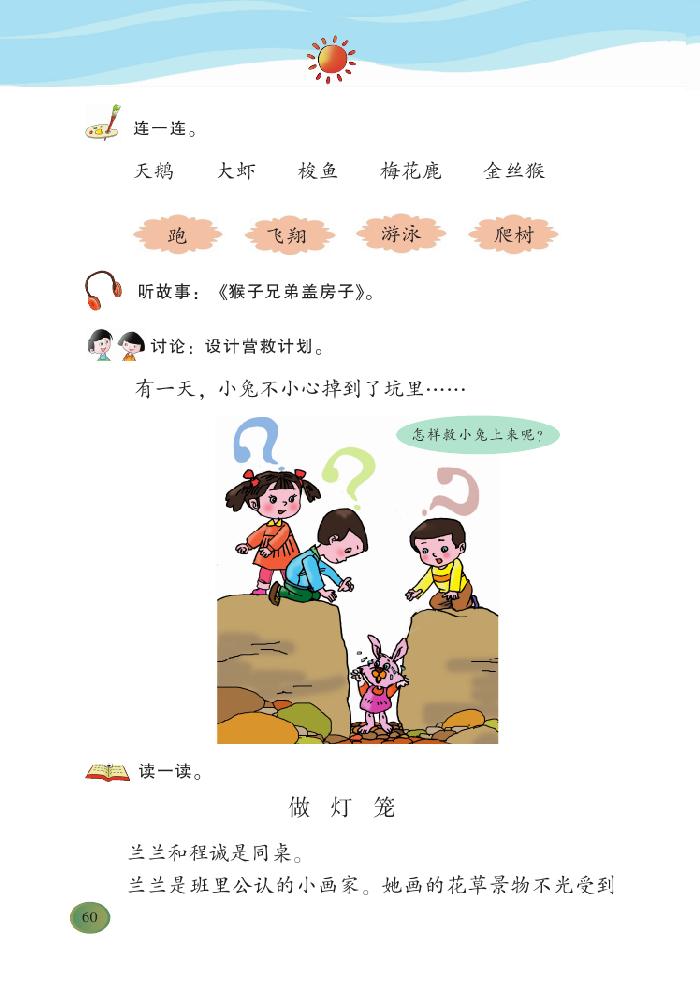 连一连。
天鹅 大虾 梭鱼 梅花鹿 金丝猴
跑 飞翔 游泳 爬树
听故事：《猴子兄弟盖房子》。
讨论：设计营救计划。
有一天，小兔不小心掉到了坑里……
怎样救小兔上来呢？
读一读。
做灯笼
兰兰和程诚是同桌。
兰兰是班里公认的小画家。她画的花草景物不光受到
60